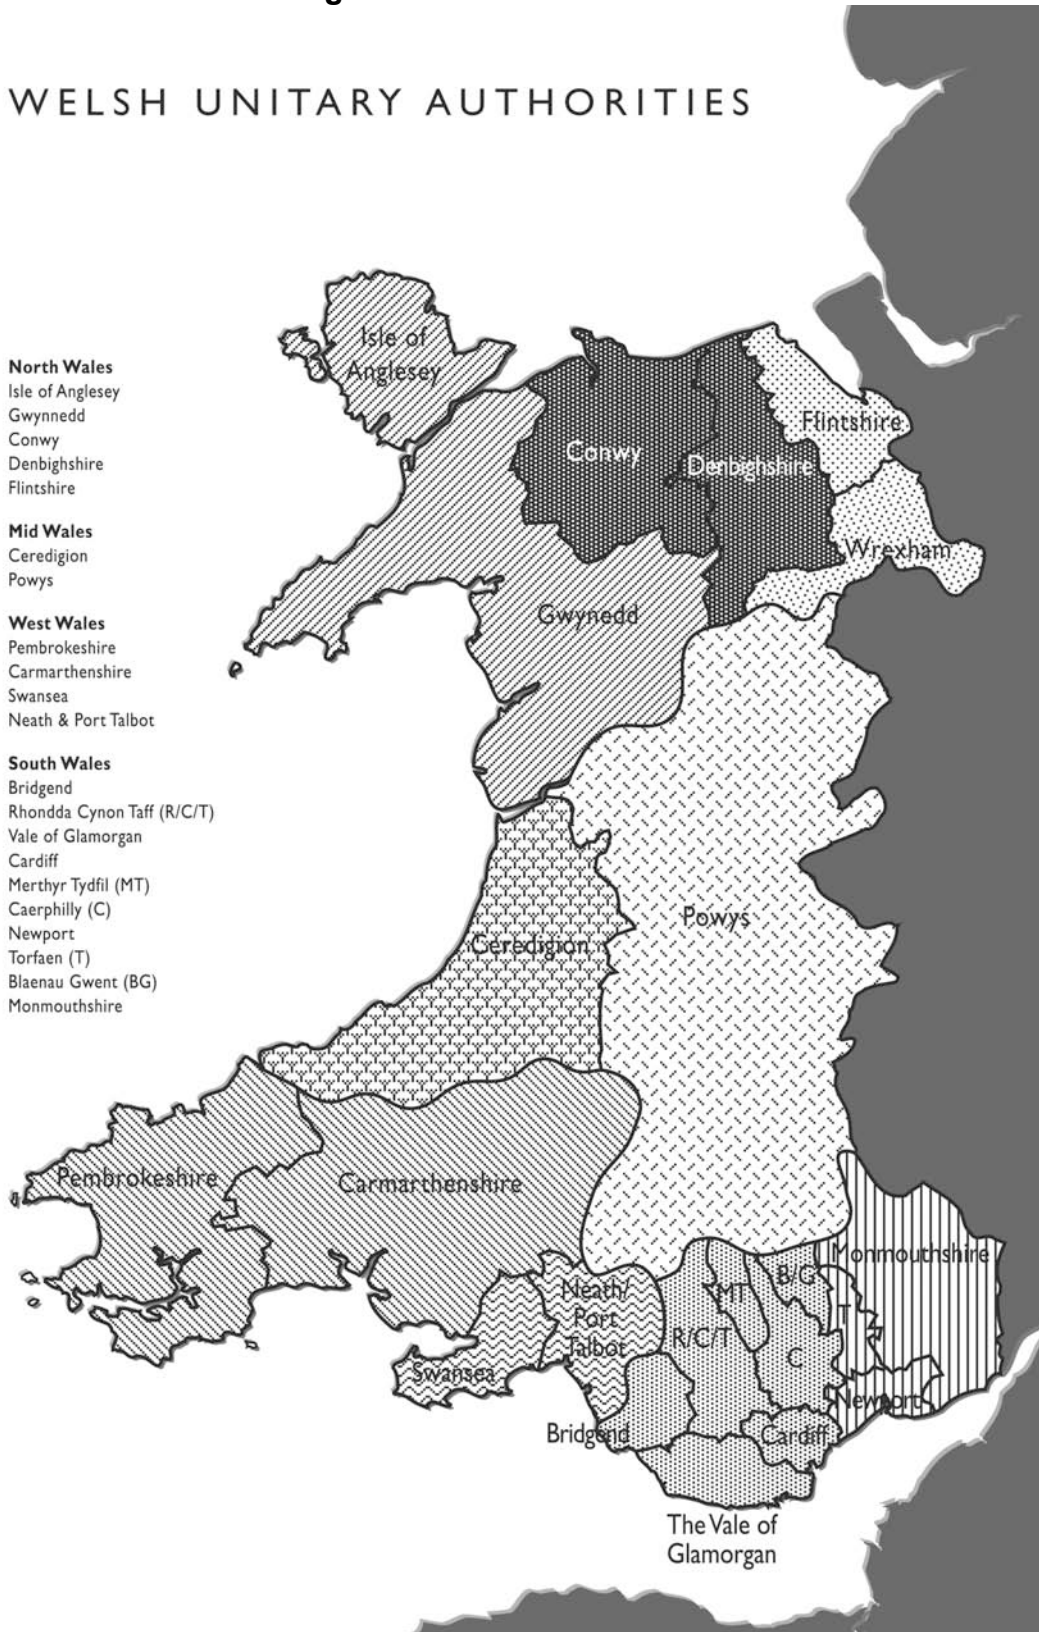 WELSH UNITARY AUTHORITIES
North Wales
Isle of Anglesey
Gwynnedd
Conwy
Denbighshire
Flintshire
Mid Wales
Ceredigion
Powys
West Wales
Pembrokeshire
Carmarthenshire
Swansea
Neath & Port Talbot
South Wales
Bridgend
Rhondda Cynon Taff (R/C/T)
Vale of Glamorgan
Cardiff
Merthyr Tydfil (MT)
Caerphilly (C)
Newport
Torfaen (T)
Blaenau Gwent (BG)
Monmouthshire
Isle of
Anglesey
Conwy
Denbighshire
Flintshire
Wrexham
Gwynedd
Powys
Ceredigion
Pembrokeshire
Carmarthenshire
Monmouthshire
B/G
MT
T
Neath/
Port
Talbot
R/C/T
C
Swansea
Newport
Bridgend
Cardiff
The Vale of
Glamorgan